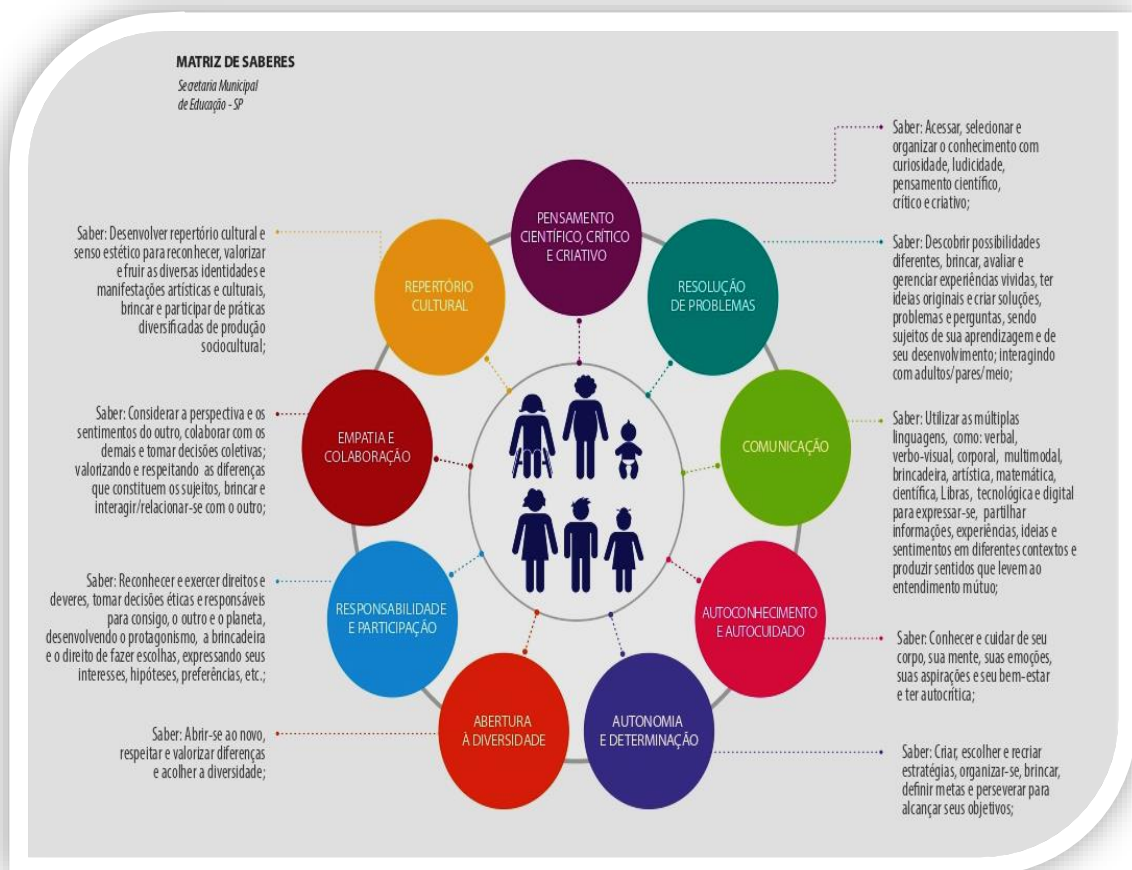 MATRIZ DE SABERES
Secretaria Municipal
de Educação - SP
PENSAMENTO
CIENTÍFICO, CRÍTICO
E CRIATIVO
Saber: Acessar, selecionar e
organizar o conhecimento com
curiosidade, ludicidade,
pensamento científico,
crítico e criativo;
RESOLUÇÃO
DE PROBLEMAS
Saber: Descobrir possibilidades
diferentes, brincar, avaliar e
gerenciar experiências vividas, ter
ideias originais e criar soluções,
problemas e perguntas, sendo
sujeitos de sua aprendizagem e de
seu desenvolvimento; interagindo
com adultos/pares/meio;
COMUNICAÇÃO
Saber: Utilizar as múltiplas
linguagens, como: verbal,
verbo-visual, corporal, multimodal,
brincadeira, artística, matemática,
científica, Libras, tecnológica e digital
para expressar-se, partilhar
informações, experiências, ideias e
sentimentos em diferentes contextos e
produzir sentidos que levem ao
entendimento mútuo;
AUTOCONHECIMENTO
E AUTOCUIDADO
Saber: Conhecer e cuidar de seu
corpo, sua mente, suas emoções,
suas aspirações e seu bem-estar
e ter autocrítica;
AUTONOMIA
E DETERMINAÇÃO
Saber: Criar, escolher e recriar
estratégias, organizar-se, brincar,
definir metas e perseverar para
alcançar seus objetivos;
ABERTURA
À DIVERSIDADE
Saber: Abrir-se ao novo,
respeitar e valorizar diferenças
e acolher a diversidade;
RESPONSABILIDADE
E PARTICIPAÇÃO
Saber: Reconhecer e exercer direitos e
deveres, tomar decisões éticas e responsáveis
para consigo, o outro e o planeta,
desenvolvendo o protagonismo, a brincadeira
e o direito de fazer escolhas, expressando seus
interesses, hipóteses, preferências, etc.;
EMPATIA E
COLABORAÇÃO
Saber: Considerar a perspectiva e os
sentimentos do outro, colaborar com os
demais e tomar decisões coletivas;
valorizando e respeitando as diferenças
que constituem os sujeitos, brincar e
interagir/relacionar-se com o outro;
REPERTÓRIO
CULTURAL
Saber: Desenvolver repertório cultural e
senso estético para reconhecer, valorizar
e fruir as diversas identidades e
manifestações artísticas e culturais,
brincar e participar de práticas
diversificadas de produção
sociocultural;